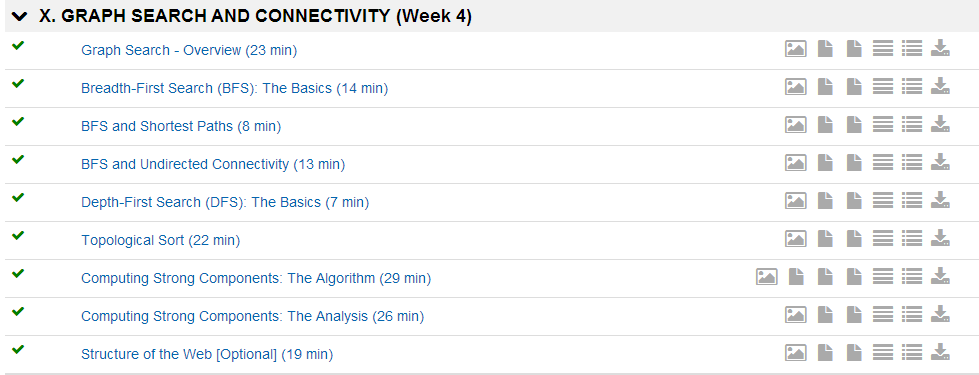 X. GRAPH SEARCH AND CONNECTIVITY (Week 4)
Graph Search - Overview (23 min)
Breadth-First Search (BFS): The Basics (14 min)
BFS and Shortest Paths (8 min)
BFS and Undirected Connectivity (13 min)
Depth-First Search (DFS): The Basics (7 min)
Topological Sort (22 min)
Computing Strong Components: The Algorithm (29 min)
Computing Strong Components: The Analysis (26 min)
Structure of the Web [Optional] (19 min)